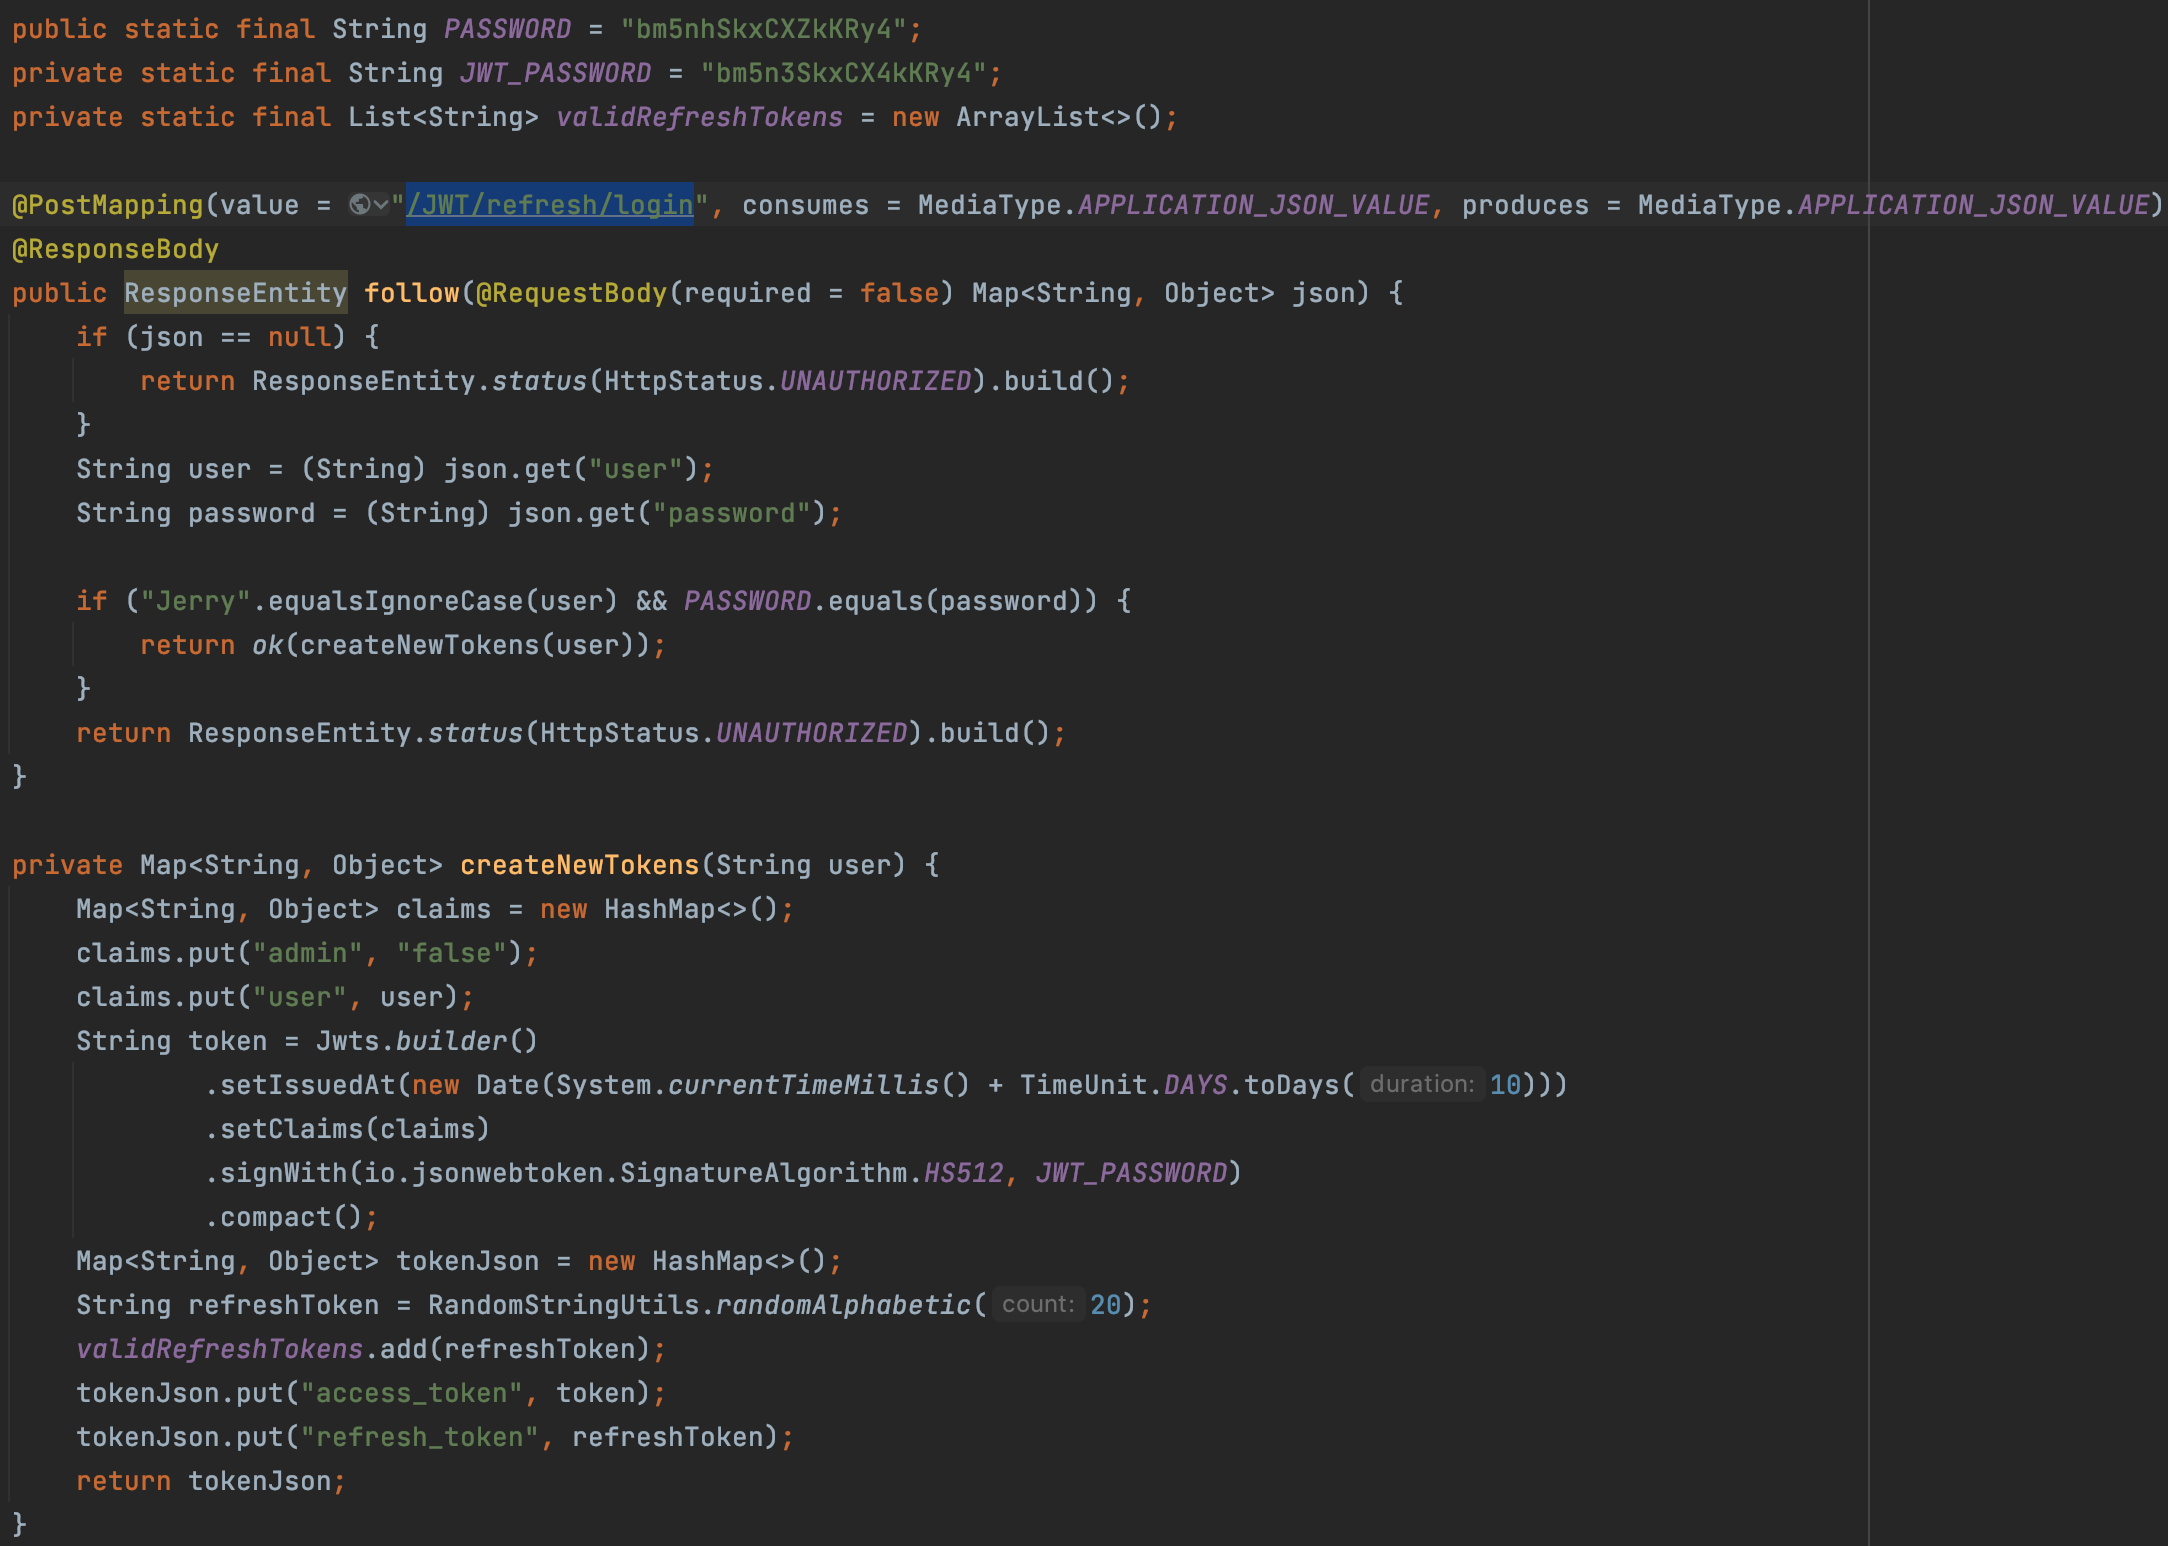 public static final String PASSWORD = "bm5nhSkxCXZkKRy4";
private static final String JWT_PASSWORD = "bm5n3SkxCX4kKRy4";
private static final List<String> validRefreshTokens = new ArrayList<>();
@PostMapping(value = "/JWT/refresh/login", consumes = MediaType.APPLICATION_JSON_VALUE, produces = MediaType.APPLICATION_JSON_VALUE)
@ResponseBody
public ResponseEntity follow(@RequestBody(required = false) Map<String, Object> json) {
    if (json == null) {
        return ResponseEntity.status(HttpStatus.UNAUTHORIZED).build();
    }
    String user = (String) json.get("user");
    String password = (String) json.get("password");
    if ("Jerry".equalsIgnoreCase(user) && PASSWORD.equals(password)) {
        return ok(createNewTokens(user));
    }
    return ResponseEntity.status(HttpStatus.UNAUTHORIZED).build();
}
private Map<String, Object> createNewTokens(String user) {
    Map<String, Object> claims = new HashMap<>();
    claims.put("admin", "false");
    claims.put("user", user);
    String token = Jwts.builder()
            .setIssuedAt(new Date(System.currentTimeMillis() + TimeUnit.DAYS.toDays( duration: 10)))
            .setClaims(claims)
            .signWith(io.jsonwebtoken.SignatureAlgorithm.HS512, JWT_PASSWORD)
            .compact();
    Map<String, Object> tokenJson = new HashMap<>();
    String refreshToken = RandomStringUtils.randomAlphabetic( count: 20);
    validRefreshTokens.add(refreshToken);
    tokenJson.put("access_token", token);
    tokenJson.put("refresh_token", refreshToken);
    return tokenJson;
}